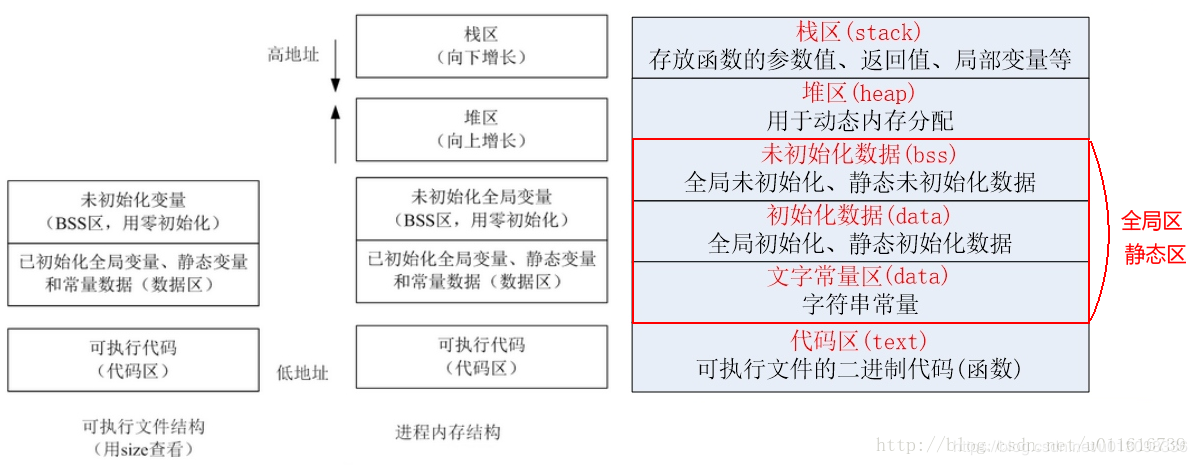 高地址
栈区
(向下增长)
堆区
(向上增长)
未初始化变量
(BSS区，用零初始化)
已初始化全局变量、静态变量
和常量数据（数据区）
可执行代码
(代码区)
可执行文件结构
(用size查看)
未初始化全局变量
(BSS区，用零初始化)
已初始化全局变量、静态变量
和常量数据（数据区）
可执行代码
(代码区)
低地址
进程内存结构
栈区(stack)
存放函数的参数值、返回值、局部变量等
堆区(heap)
用于动态内存分配
未初始化数据(bss)
全局未初始化、静态未初始化数据
初始化数据(data)
全局初始化、静态初始化数据
文字常量区(data)
字符串常量
代码区(text)
可执行文件的二进制代码(函数)
全局区
静态区
http://blog.csdn.net/u011616739